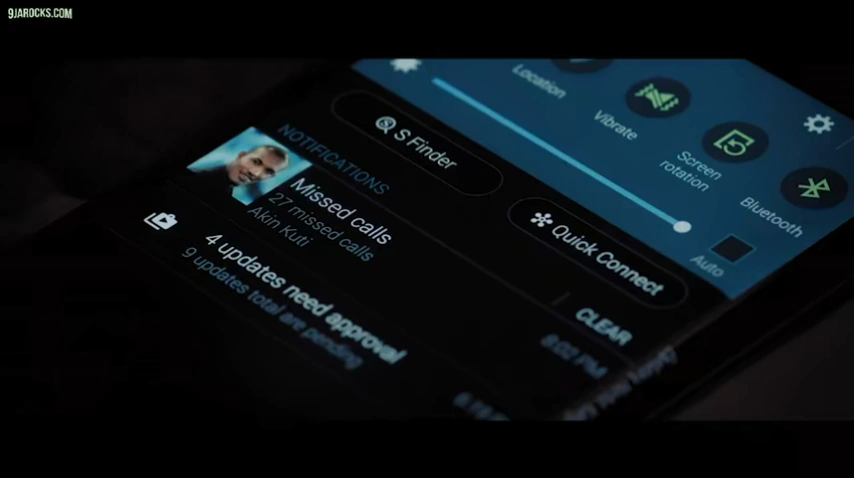 9JAROCKS.COM
Location
Vibrate
Screen
rotation
Bluetooth
Auto
S Finder
Quick Connect
NOTIFICATIONS
CLEAR
Missed calls
27 missed calls
Akin Kuti
8:02 PM
4 updates need approval
9 updates total are pending